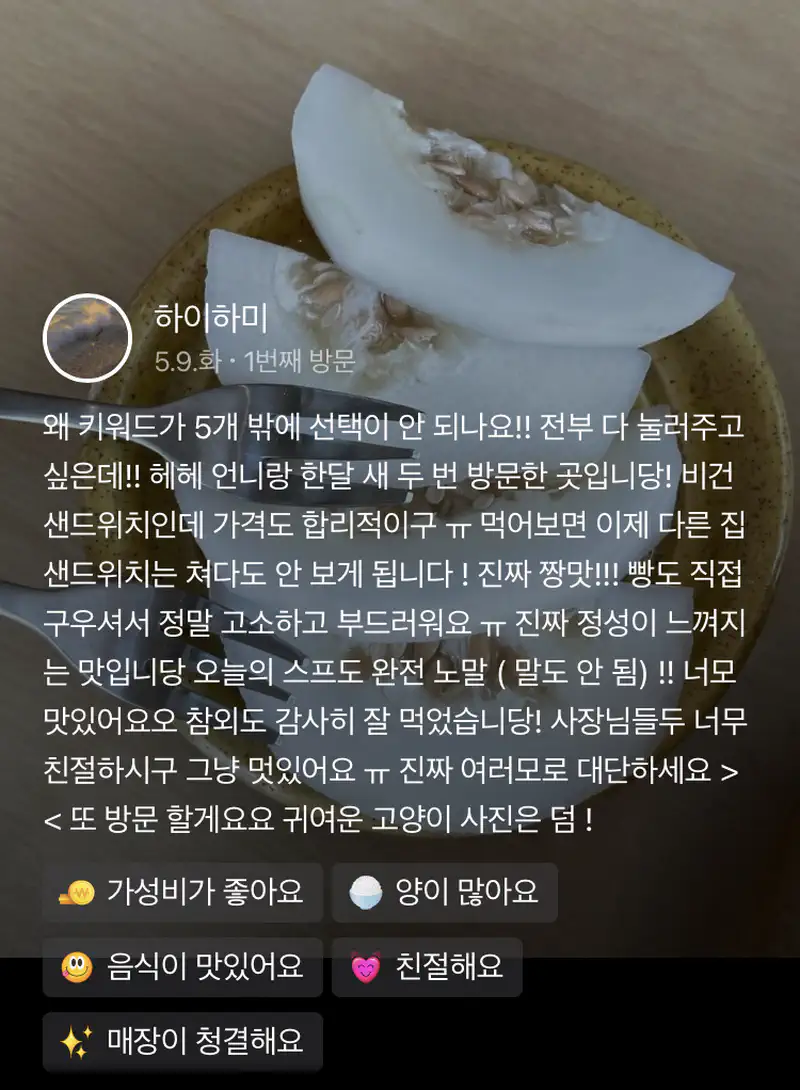 하이하미
5.9.화 · 1번째 방문
왜 키워드가 5개 밖에 선택이 안 되나요!! 전부 다 눌러주고
싶은데!! 헤헤 언니랑 한달 새 두 번 방문한 곳입니당! 비건
샌드위치인데 가격도 합리적이구 ㅠ 먹어보면 이제 다른 집
샌드위치는 쳐다도 안 보게 됩니다 ! 진짜 짱맛!!! 빵도 직접
구우셔서 정말 고소하고 부드러워요 ㅠ 진짜 정성이 느껴지
는 맛입니당 오늘의 스프도 완전 노말 ( 말도 안 됨) !! 너모
맛있어요오 참외도 감사히 잘 먹었습니당! 사장님들두 너무
친절하시구 그냥 멋있어요 ㅠ 진짜 여러모로 대단하세요 >
< 또 방문 할게요요 귀여운 고양이 사진은 덤 !
가성비가 좋아요
양이 많아요
음식이 맛있어요
친절해요
매장이 청결해요